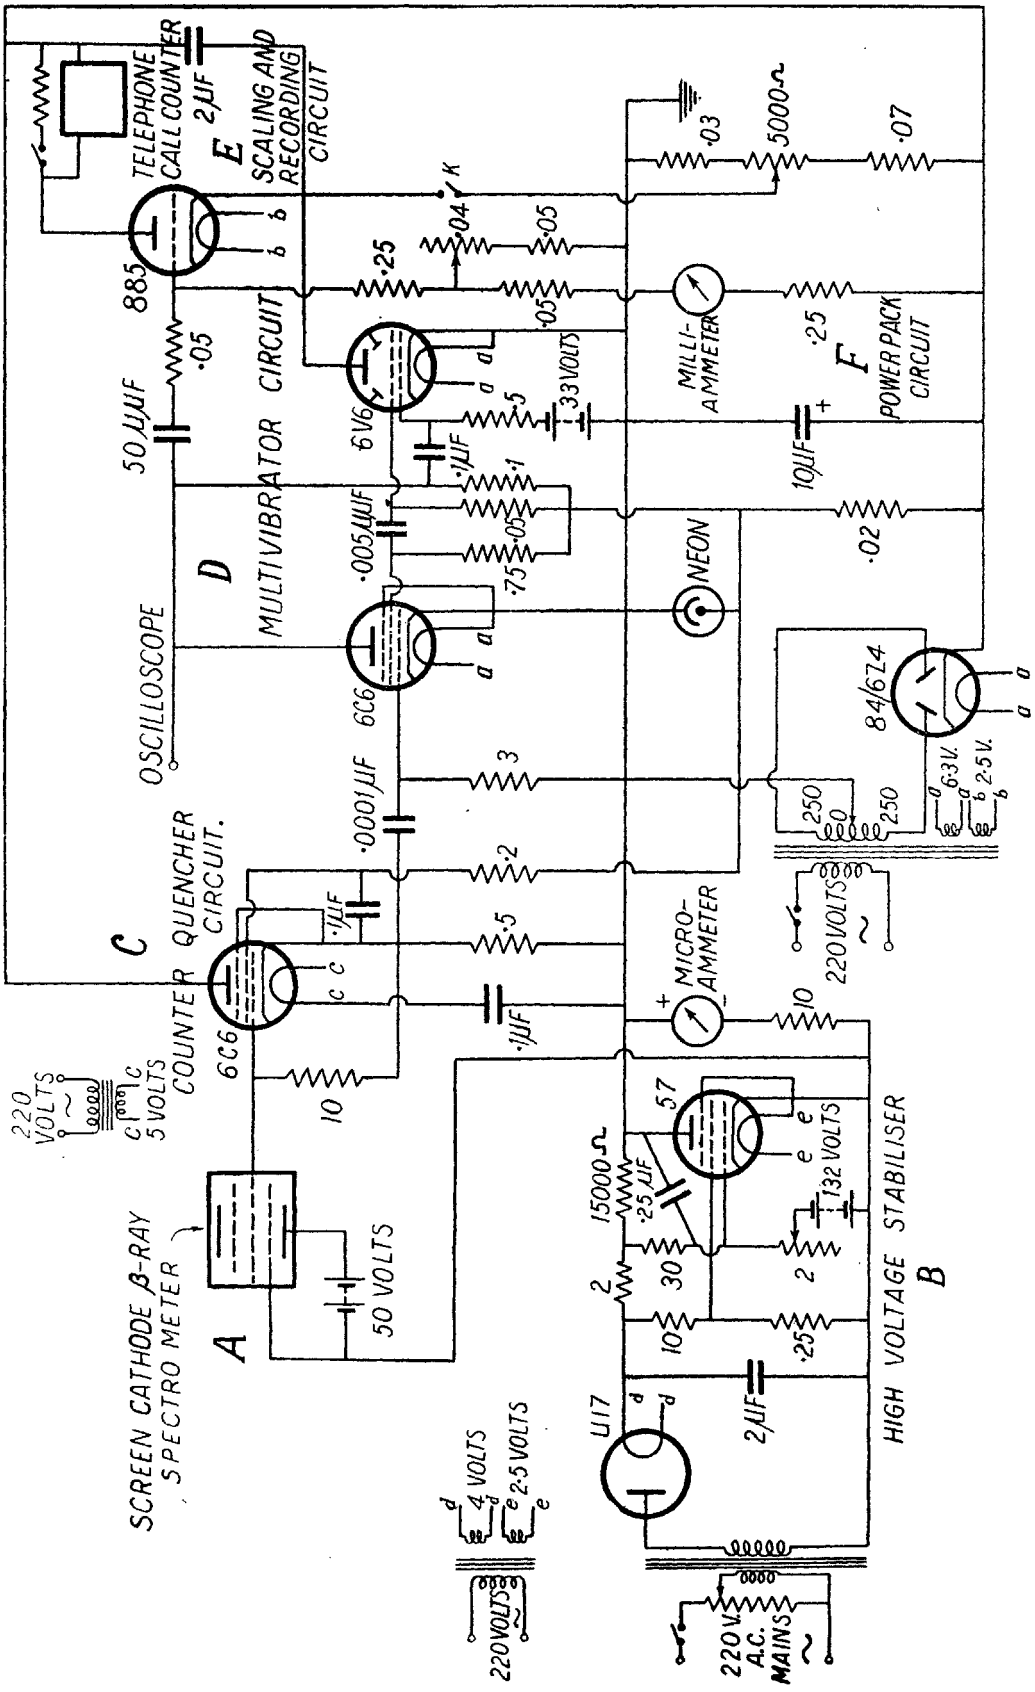 SCREEN CATHODE β-RAY
SPECTRO METER
A
50 VOLTS
220
VOLTS
~
C C
5 VOLTS
C
COUNTER QUENCHER
CIRCUIT.
6C6
c c
10
.1µF
.1µF
.5
.2
.0001µF
3
OSCILLOSCOPE
D
MULTIVIBRATOR CIRCUIT
6C6
a a
.005µµF
.75
.05
.1
.1µF
50µµF
.05
6V6
a a
.5
33 VOLTS
885
b b
TELEPHONE
CALL COUNTER
2µF
E
SCALING AND
RECORDING
CIRCUIT
K
.25
.04
.05
.05
.03
5000Ω
.07
MILLI-
AMMETER
.25
F
POWER PACK
CIRCUIT
10µF
+
NEON
.02
84/6Z4
a a
250
0
250
a
6·3V.
a
b
2·5V.
b
220 VOLTS
~
MICRO-
AMMETER
+
-
10
57
e e
15000Ω
.25µF
132 VOLTS
2
30
2
10
.25
HIGH VOLTAGE STABILISER
B
U17
d
d
2µF
d
4 VOLTS
d
e
2·5 VOLTS
e
220 VOLTS
~
220 V.
A.C.
MAINS
~